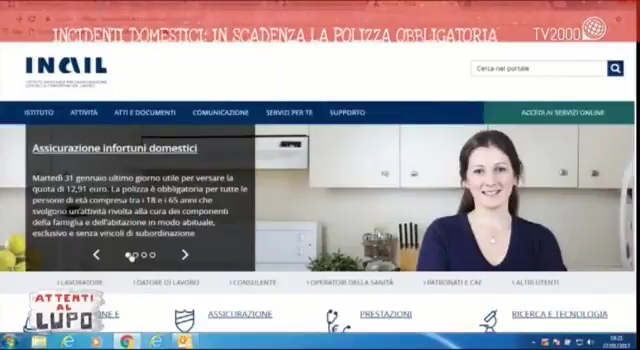 INCIDENTI DOMESTICI: IN SCADENZA LA POLIZZA OBBLIGATORIA
TV2000
INAIL
Cerca nel portale
ISTITUTO ATTIVITÀ ATTI E DOCUMENTI COMUNICAZIONE SERVIZI PER TE SUPPORTO ACCEDI AI SERVIZI ONLINE
Assicurazione infortuni domestici
Martedì 31 gennaio ultimo giorno utile per versare la
quota di 12,91 euro. La polizza è obbligatoria per tutte le
persone di età compresa tra i 18 e i 65 anni che
svolgono un'attività rivolta alla cura dei componenti
della famiglia e dell'abitazione in modo abituale,
esclusivo e senza vincoli di subordinazione
LAVORATORE DATORE DI LAVORO CONSULENTE OPERATORI DELLA SANITÀ PATRONATI E CAF ALTRI UTENTI
ATTENTI
AL
LUPO
E ASSICURAZIONE PRESTAZIONI RICERCA E TECNOLOGIA